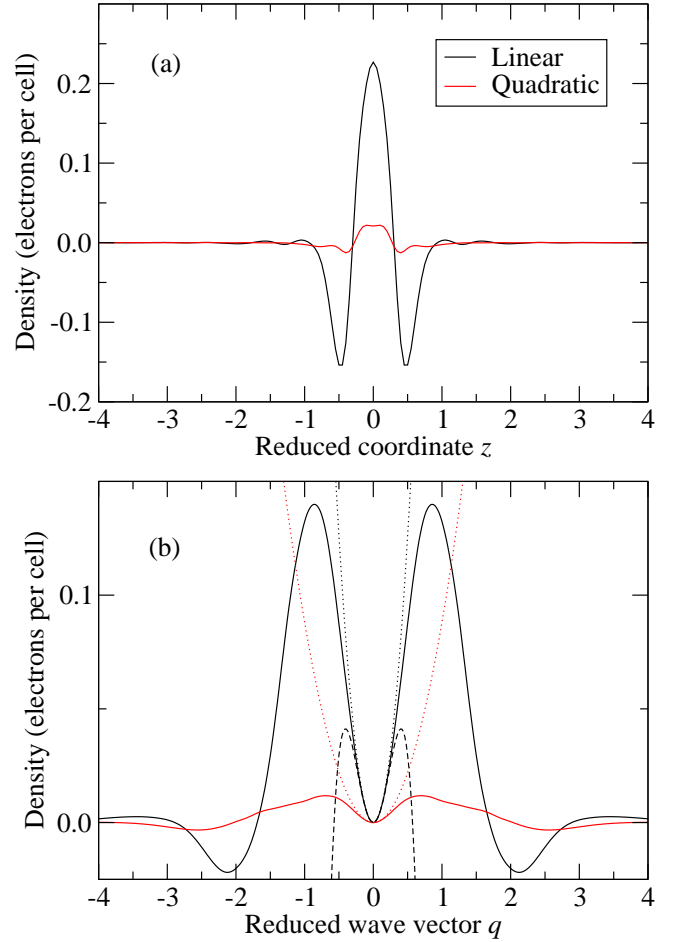 (a)
Linear
Quadratic
0.2
0.1
0.0
-0.1
-0.2
Density (electrons per cell)
-4 -3 -2 -1 0 1 2 3 4
Reduced coordinate z
(b)
0.1
0.0
Density (electrons per cell)
-4 -3 -2 -1 0 1 2 3 4
Reduced wave vector q